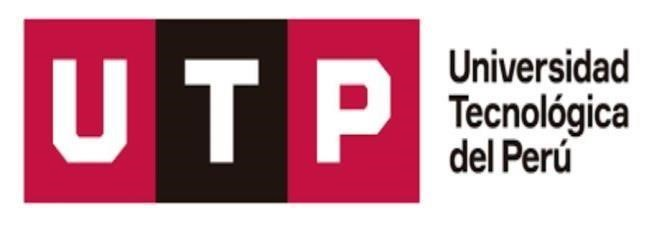 UTP
Universidad
Tecnológica
del Perú